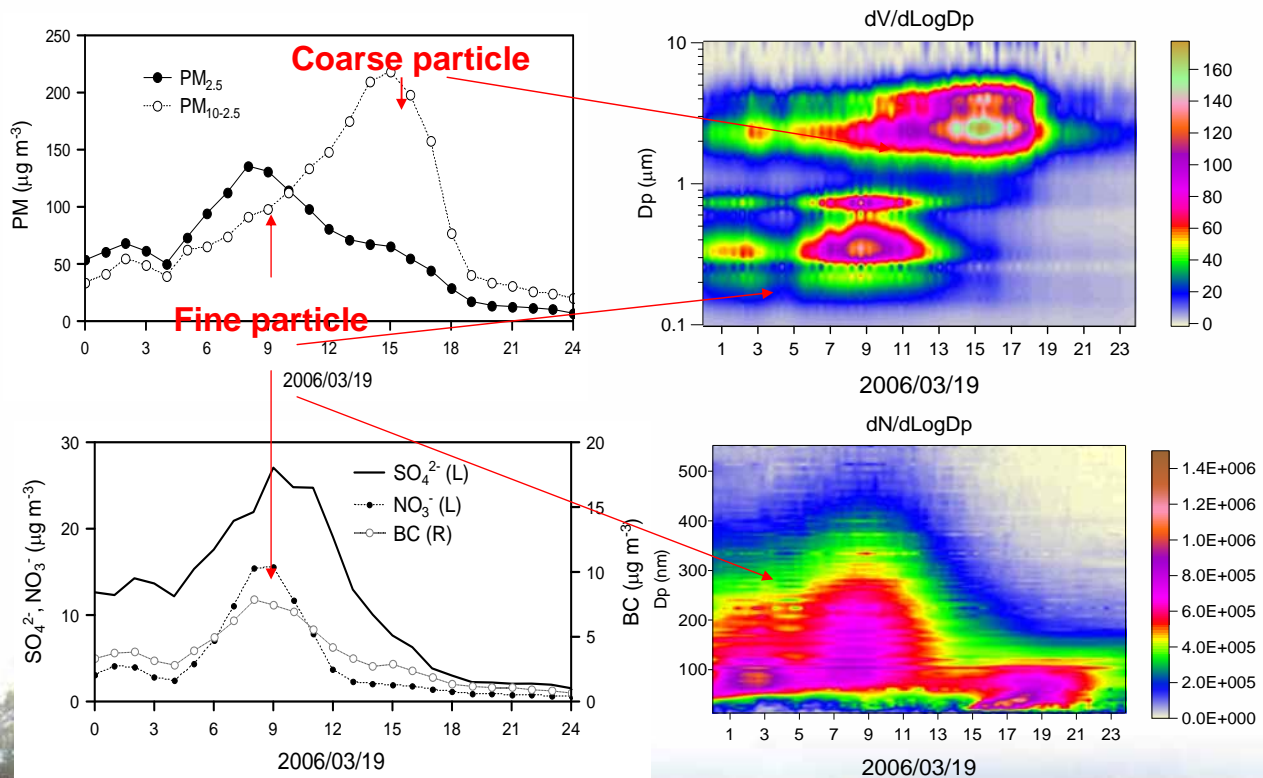 250
200
150
100
50
0
PM (μg m-3)
PM2.5
PM10-2.5
Coarse particle
Fine particle
0 3 6 9 12 15 18 21 24
2006/03/19
dV/dLogDp
10
1
0.1
Dp (μm)
1 3 5 7 9 11 13 15 17 19 21 23
2006/03/19
160
140
120
100
80
60
40
20
0
30
20
10
0
SO42-, NO3- (μg m-3)
SO42- (L)
NO3- (L)
BC (R)
20
10
5
0
BC (μg m-3)
0 3 6 9 12 15 18 21 24
2006/03/19
dN/dLogDp
500
400
300
200
100
Dp (nm)
1 3 5 7 9 11 13 15 17 19 21 23
2006/03/19
1.4E+006
1.2E+006
1.0E+006
8.0E+005
6.0E+005
4.0E+005
2.0E+005
0.0E+000